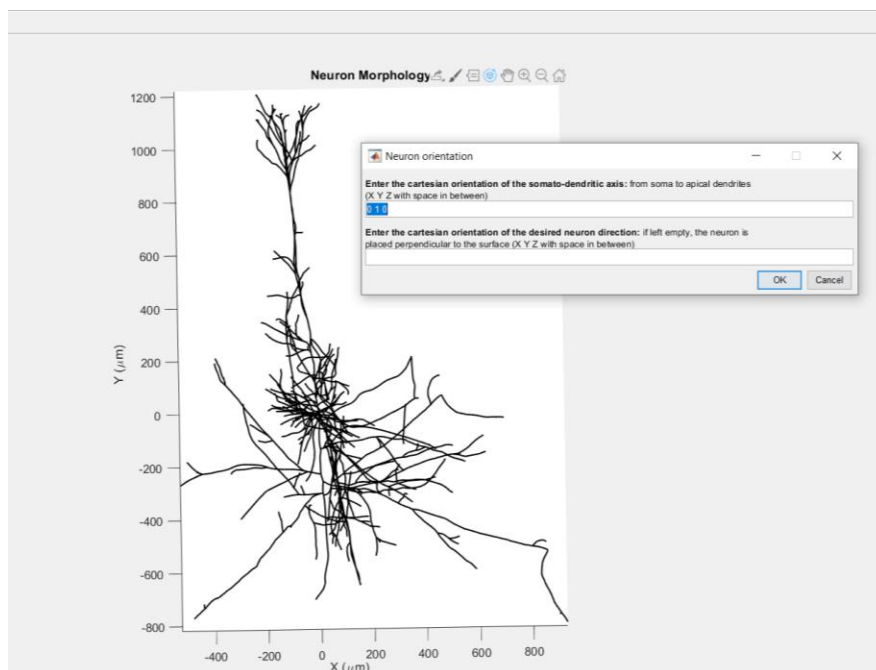 Neuron Morphology
1200
1000
800
600
400
200
0
-200
-400
-600
-800
Y (μm)
-400 -200 0 200 400 600 800
X (μm)
Neuron orientation
Enter the cartesian orientation of the somato-dendritic axis: from soma to apical dendrites
(X Y Z with space in between)
0 1 0
Enter the cartesian orientation of the desired neuron direction: if left empty, the neuron is
placed perpendicular to the surface (X Y Z with space in between)
OK Cancel